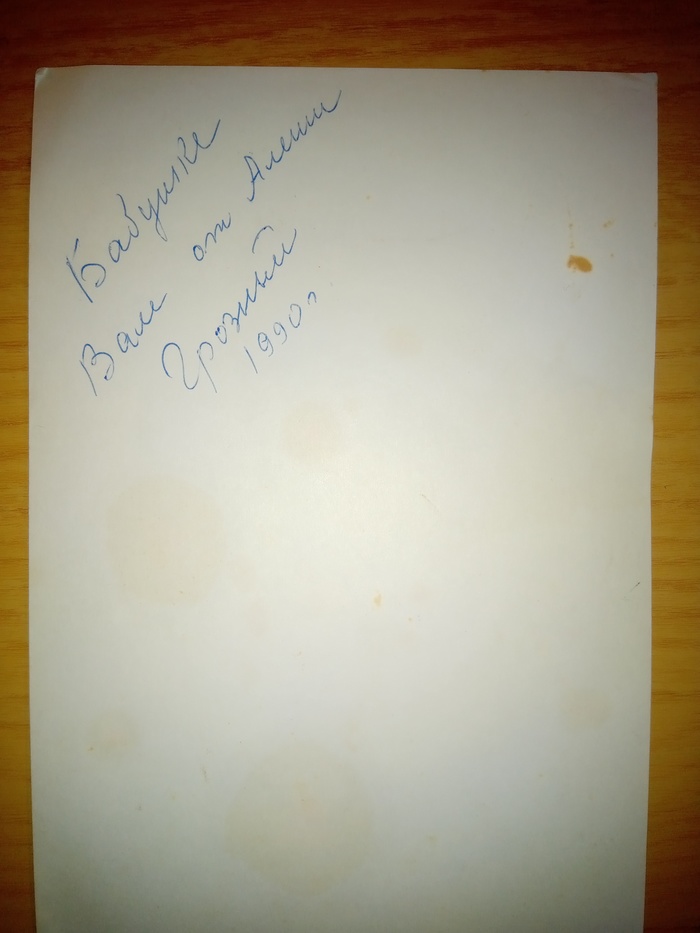 Бабушке
Вале от Алеши
Грозный
1990г.